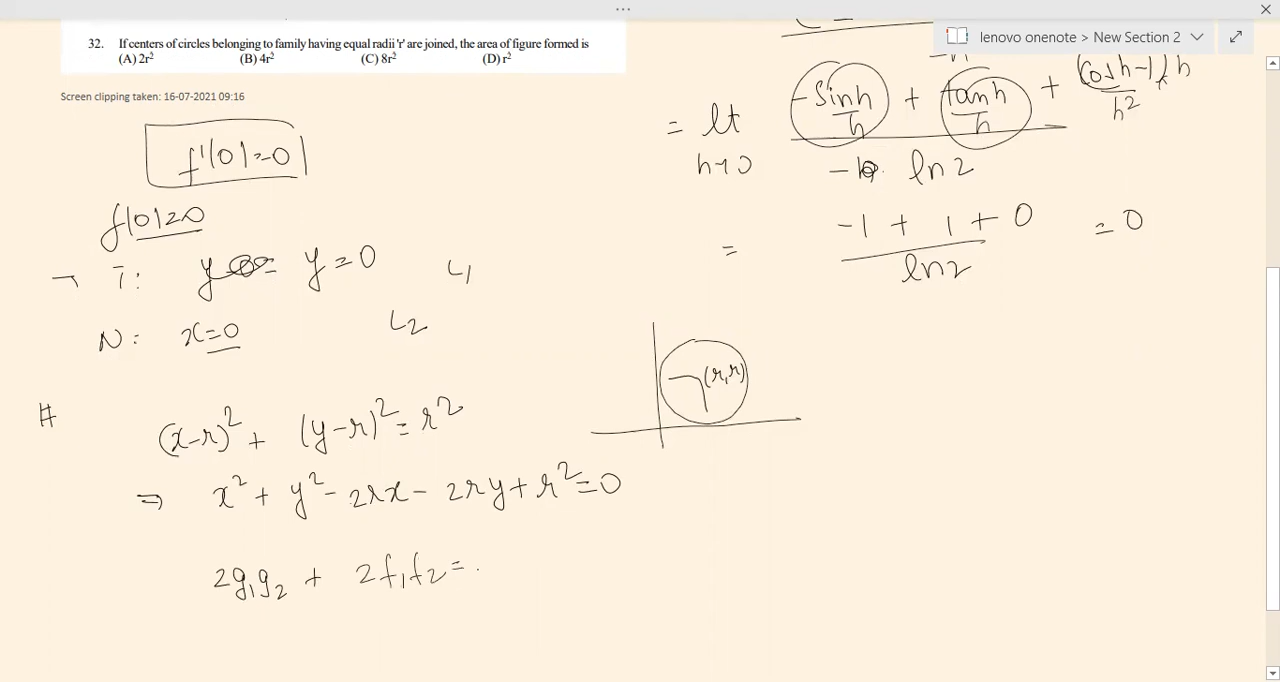 32. If centers of circles belonging to family having equal radii 'r' are joined, the area of figure formed is
(A) 2r² (B) 4r² (C) 8r² (D) r²
Screen clipping taken: 16-07-2021 09:16
lenovo onenote > New Section 2
f'(0)=0
f(0)=0
T: y = y=0 L1
N: x=0 L2
= lt h→0 (-sinh/h + tanh/h + (cosh-1)/h² × h) / - ln2
= (-1 + 1 + 0)/ln2 = 0
(r,r)
# (x-r)² + (y-r)² = r²
⇒ x² + y² - 2rx - 2ry + r² = 0
2g₁g₂ + 2f₁f₂ = .